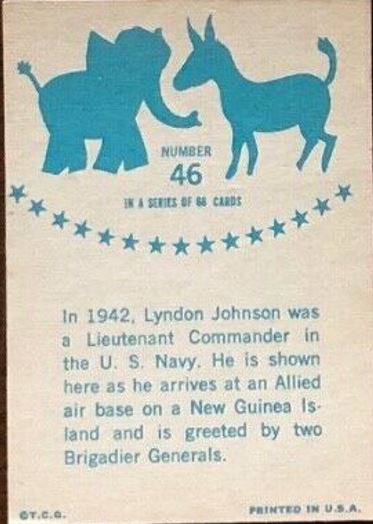 NUMBER
46
IN A SERIES OF 66 CARDS
In 1942, Lyndon Johnson was
a Lieutenant Commander in
the U. S. Navy. He is shown
here as he arrives at an Allied
air base on a New Guinea Is-
land and is greeted by two
Brigadier Generals.
©T.C.G.
PRINTED IN U.S.A.